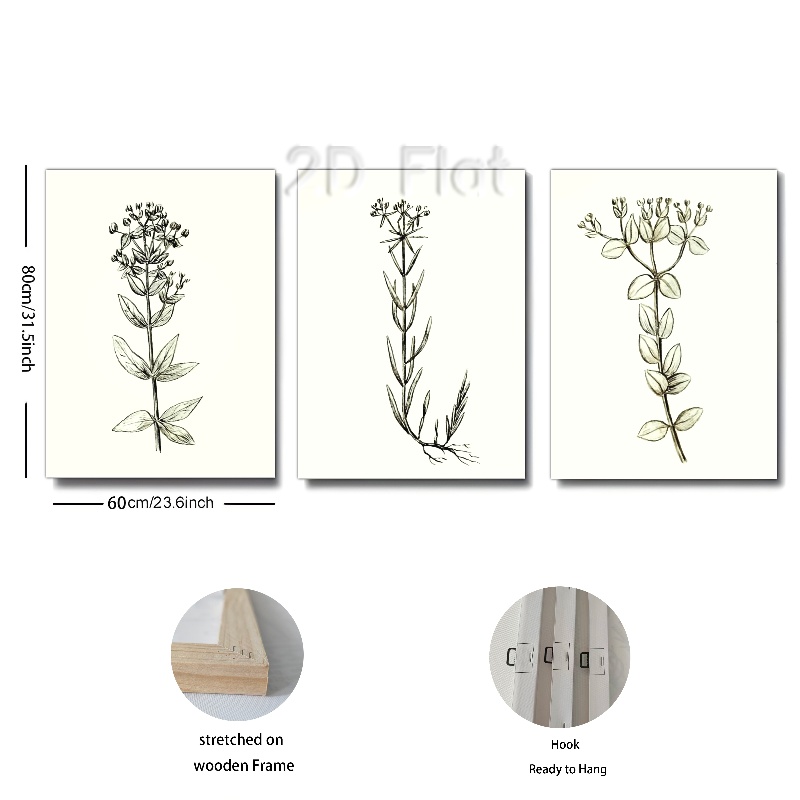 2D Flat
80cm/31.5inch
60cm/23.6inch
stretched on
wooden Frame
Hook
Ready to Hang